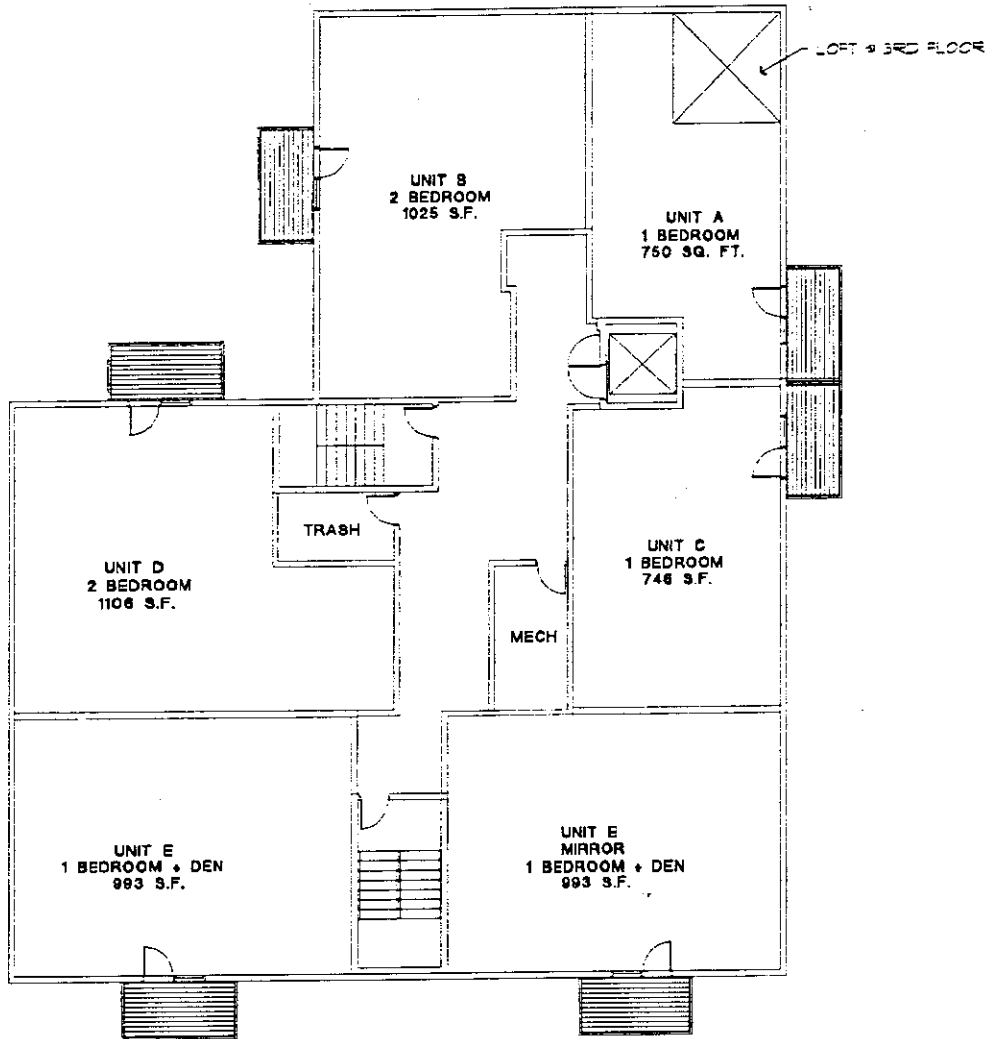 LOFT @ 3RD FLOOR
UNIT B
2 BEDROOM
1025 S.F.
UNIT A
1 BEDROOM
750 SQ. FT.
TRASH
UNIT D
2 BEDROOM
1106 S.F.
UNIT C
1 BEDROOM
746 S.F.
MECH
UNIT E
1 BEDROOM + DEN
993 S.F.
UNIT E
MIRROR
1 BEDROOM + DEN
993 S.F.